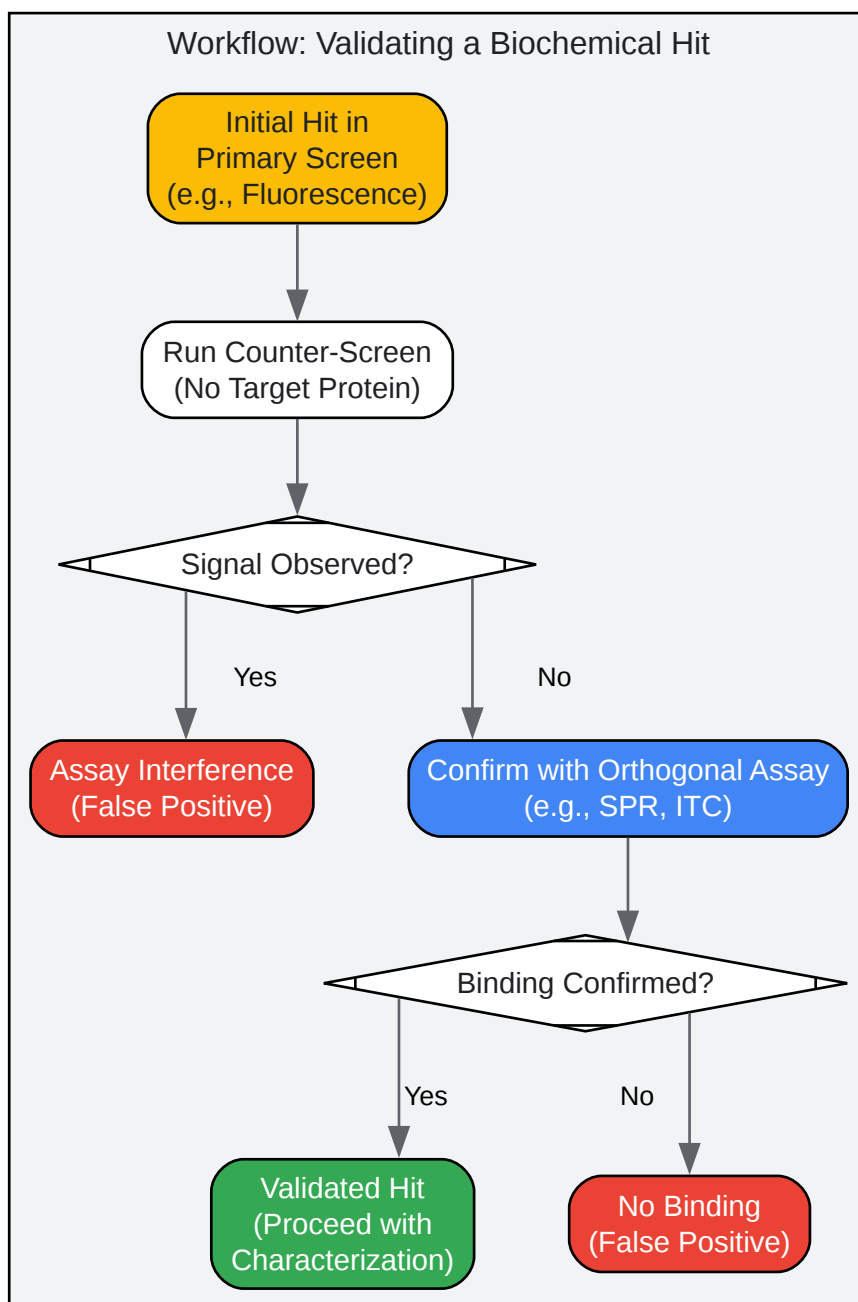 Workflow: Validating a Biochemical Hit
Initial Hit in
Primary Screen
(e.g., Fluorescence)
Run Counter-Screen
(No Target Protein)
Signal Observed?
Yes
No
Assay Interference
(False Positive)
Confirm with Orthogonal Assay
(e.g., SPR, ITC)
Binding Confirmed?
Yes
No
Validated Hit
(Proceed with
Characterization)
No Binding
(False Positive)